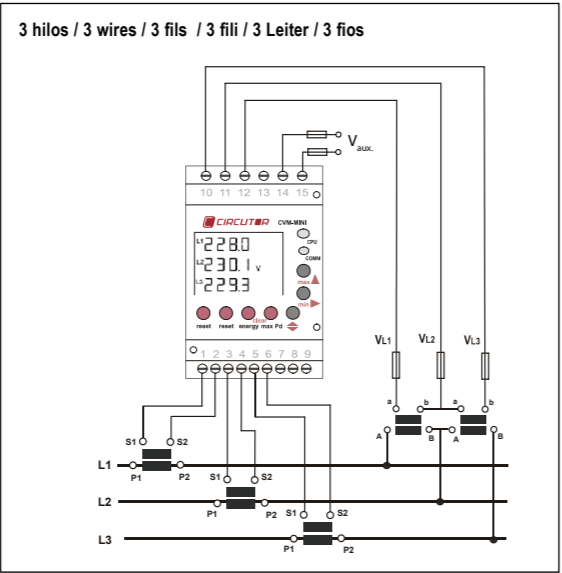 3 hilos / 3 wires / 3 fils / 3 fili / 3 Leiter / 3 fios
V aux.
10 11 12 13 14 15
CIRCUTOR CVM-MINI
CPU
L1 228.0
COMM
L2 230.1 V
max
L3 229.3
min
clear
reset reset energy max Pd
1 2 3 4 5 6 7 8 9
VL1 VL2 VL3
a b a b
S1 S2
A B A B
L1
P1 P2
S1 S2
L2
P1 P2
S1 S2
L3
P1 P2